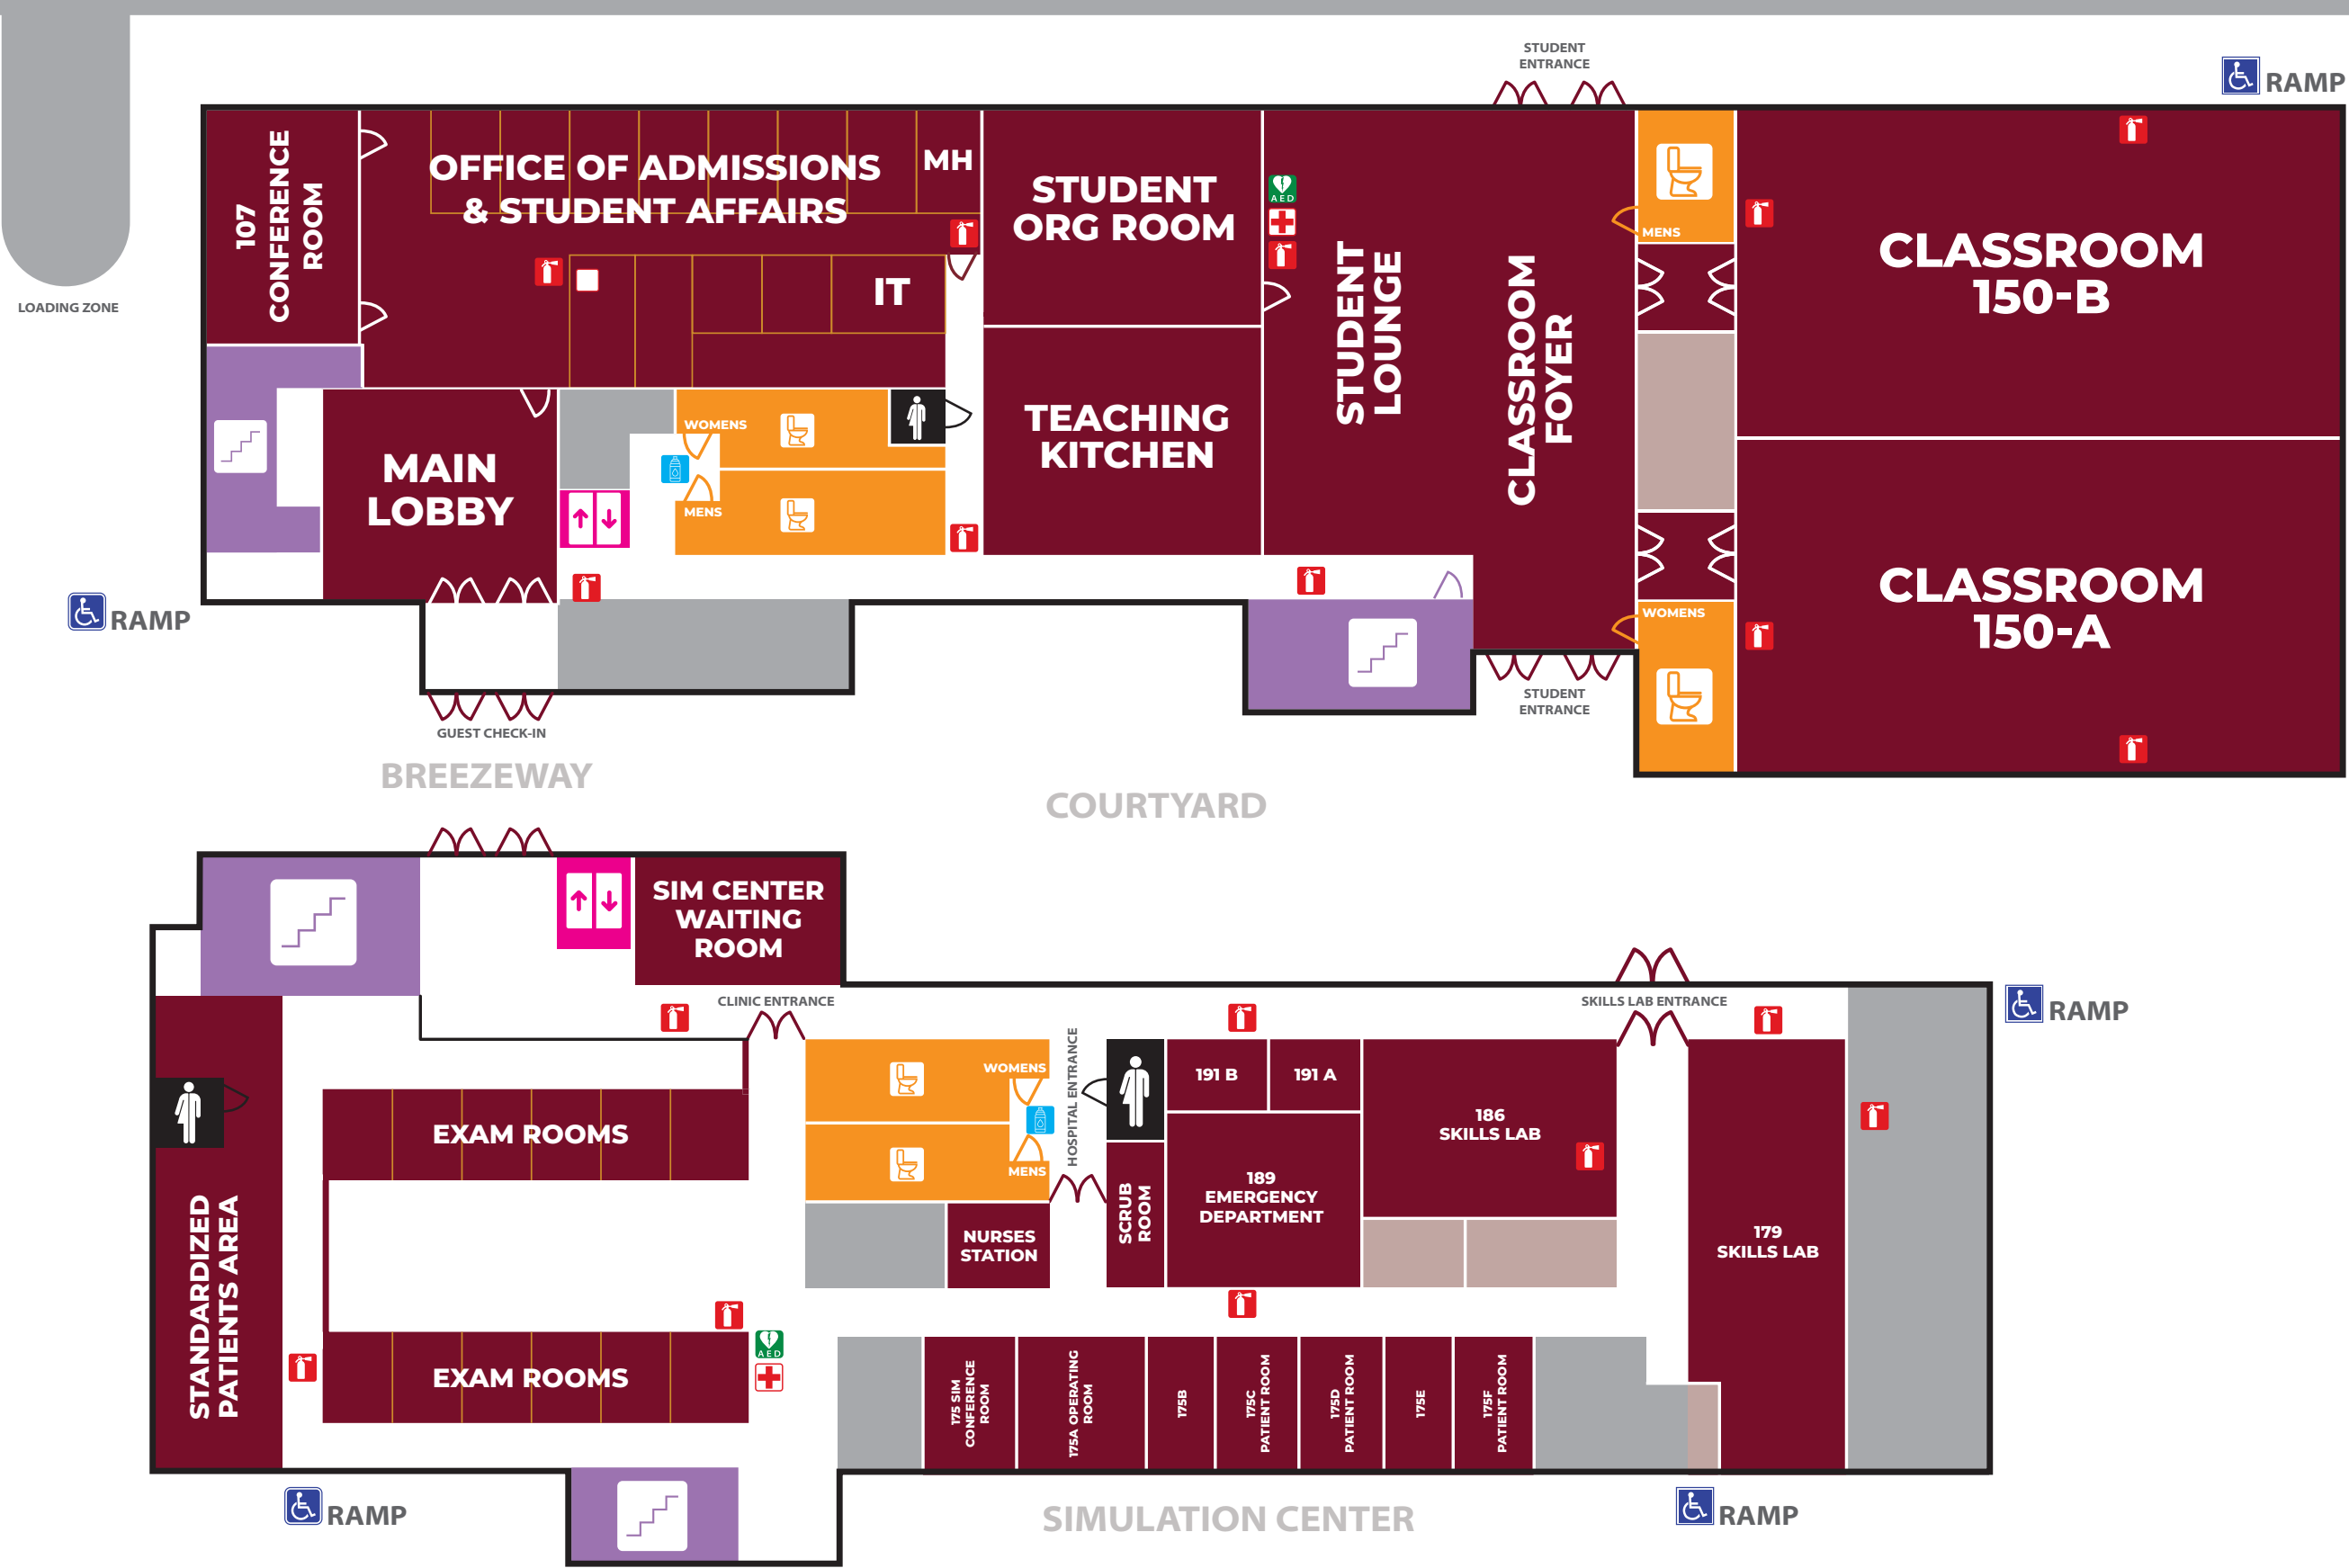 STUDENT
ENTRANCE
RAMP
107
CONFERENCE
ROOM
OFFICE OF ADMISSIONS
& STUDENT AFFAIRS
MH
IT
STUDENT
ORG ROOM
AED
STUDENT
LOUNGE
CLASSROOM
FOYER
MENS
CLASSROOM
150-B
LOADING ZONE
MAIN
LOBBY
WOMENS
MENS
TEACHING
KITCHEN
WOMENS
CLASSROOM
150-A
RAMP
STUDENT
ENTRANCE
GUEST CHECK-IN
BREEZEWAY
COURTYARD
SIM CENTER
WAITING
ROOM
CLINIC ENTRANCE
SKILLS LAB ENTRANCE
RAMP
HOSPITAL ENTRANCE
WOMENS
MENS
191 B
191 A
186
SKILLS LAB
EXAM ROOMS
STANDARDIZED
PATIENTS AREA
NURSES
STATION
SCRUB
ROOM
189
EMERGENCY
DEPARTMENT
179
SKILLS LAB
AED
EXAM ROOMS
175 SIM
CONFERENCE
ROOM
175A OPERATING
ROOM
175B
175C
PATIENT ROOM
175D
PATIENT ROOM
175E
175F
PATIENT ROOM
RAMP
SIMULATION CENTER
RAMP